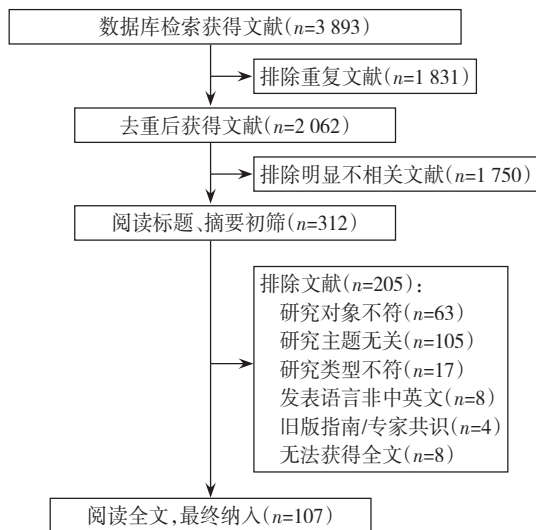 数据库检索获得文献(n=3 893)
排除重复文献(n=1 831)
去重后获得文献(n=2 062)
排除明显不相关文献(n=1 750)
阅读标题、摘要初筛(n=312)
排除文献(n=205)：
研究对象不符(n=63)
研究主题无关(n=105)
研究类型不符(n=17)
发表语言非中英文(n=8)
旧版指南/专家共识(n=4)
无法获得全文(n=8)
阅读全文,最终纳入(n=107)